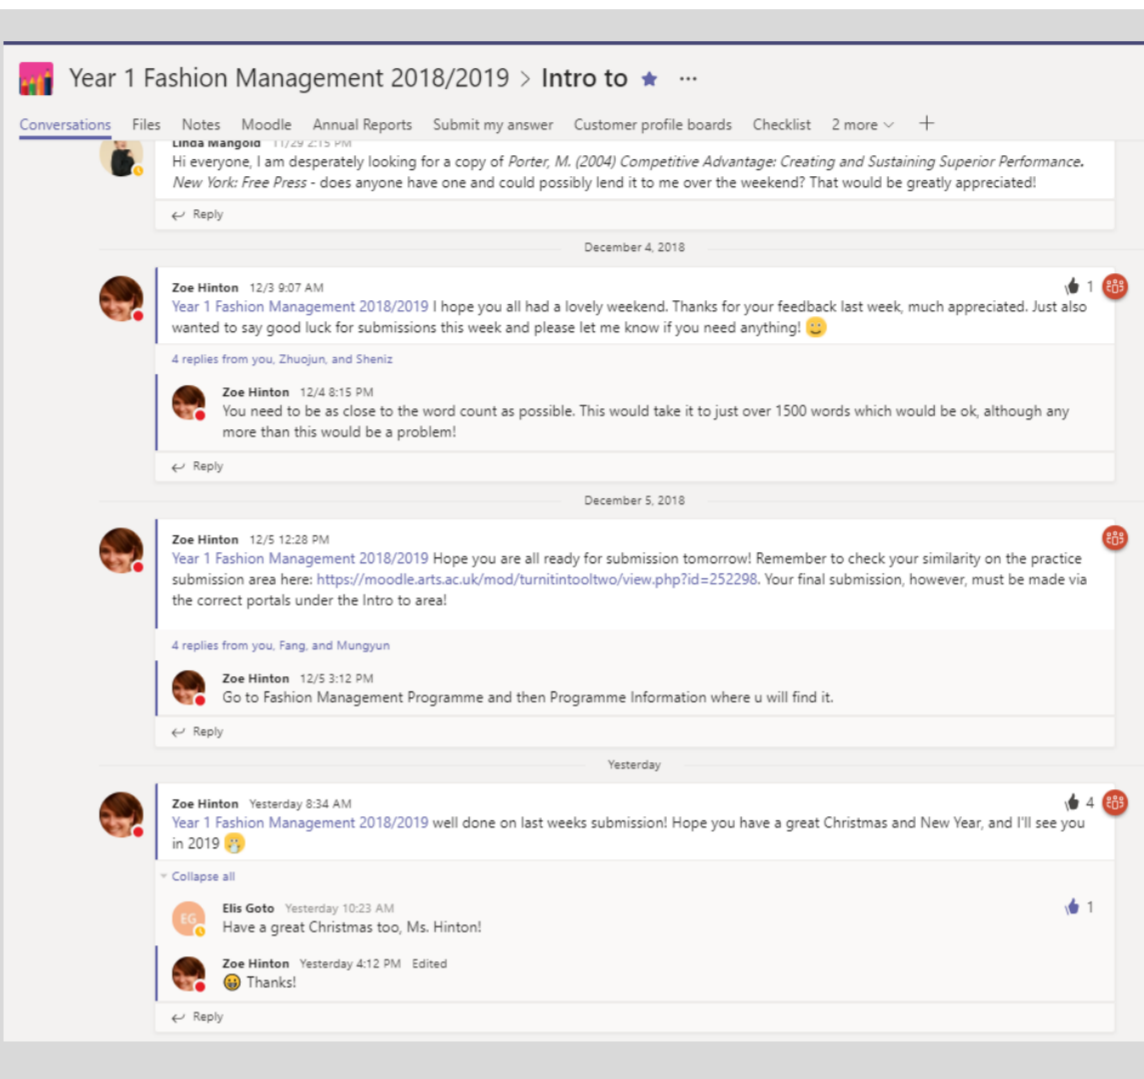 Year 1 Fashion Management 2018/2019 > Intro to ...
Conversations Files Notes Moodle Annual Reports Submit my answer Customer profile boards Checklist 2 more +
Linda Mangold 11/29 2:15 PM
Hi everyone, I am desperately looking for a copy of Porter, M. (2004) Competitive Advantage: Creating and Sustaining Superior Performance.
New York: Free Press - does anyone have one and could possibly lend it to me over the weekend? That would be greatly appreciated!
Reply
December 4, 2018
Zoe Hinton 12/3 9:07 AM 1
Year 1 Fashion Management 2018/2019 I hope you all had a lovely weekend. Thanks for your feedback last week, much appreciated. Just also
wanted to say good luck for submissions this week and please let me know if you need anything!
4 replies from you, Zhuojun, and Sheniz
Zoe Hinton 12/4 8:15 PM
You need to be as close to the word count as possible. This would take it to just over 1500 words which would be ok, although any
more than this would be a problem!
Reply
December 5, 2018
Zoe Hinton 12/5 12:28 PM
Year 1 Fashion Management 2018/2019 Hope you are all ready for submission tomorrow! Remember to check your similarity on the practice
submission area here: https://moodle.arts.ac.uk/mod/turnitintooltwo/view.php?id=252298. Your final submission, however, must be made via
the correct portals under the Intro to area!
4 replies from you, Fang, and Mungyun
Zoe Hinton 12/5 3:12 PM
Go to Fashion Management Programme and then Programme Information where u will find it.
Reply
Yesterday
Zoe Hinton Yesterday 8:34 AM 4
Year 1 Fashion Management 2018/2019 well done on last weeks submission! Hope you have a great Christmas and New Year, and I'll see you
in 2019
Collapse all
EG Elis Goto Yesterday 10:23 AM 1
Have a great Christmas too, Ms. Hinton!
Zoe Hinton Yesterday 4:12 PM Edited
Thanks!
Reply